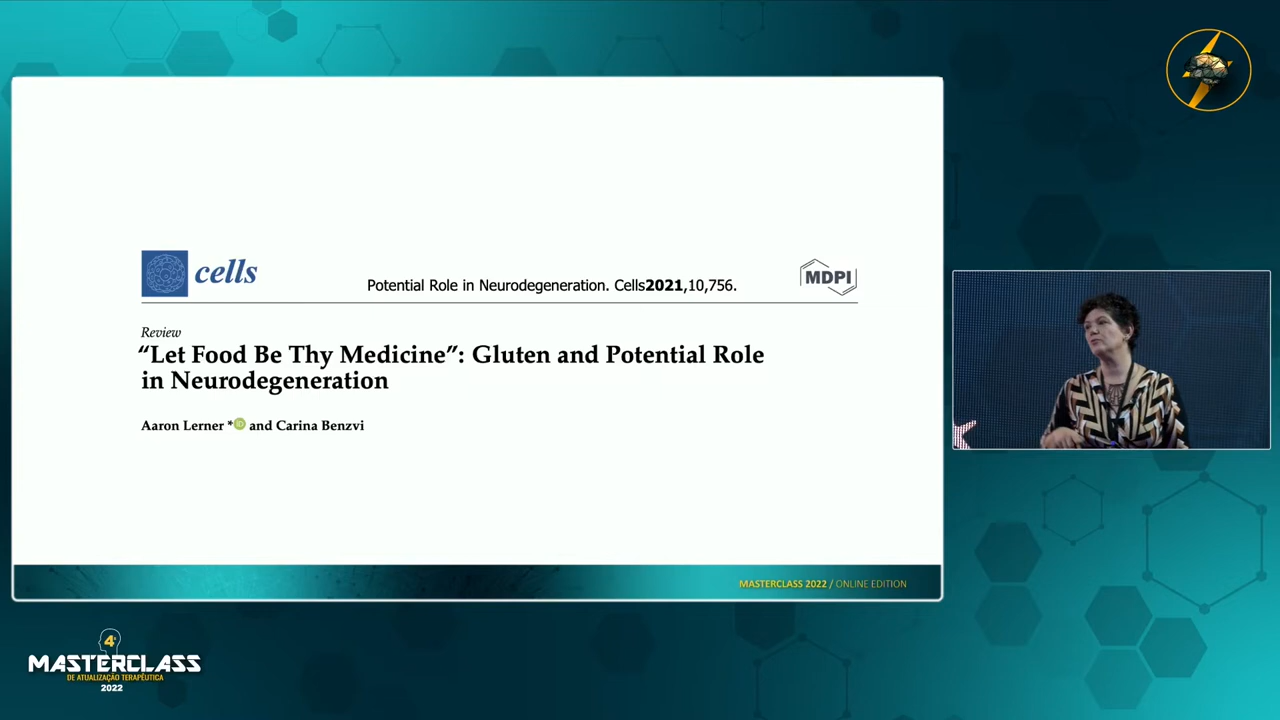 cells
Potential Role in Neurodegeneration. Cells2021,10,756.
MDPI
Review
“Let Food Be Thy Medicine”: Gluten and Potential Role
in Neurodegeneration
Aaron Lerner * iD and Carina Benzvi
MASTERCLASS 2022 / ONLINE EDITION
4ª
MASTERCLASS
DE ATUALIZAÇÃO TERAPÊUTICA
2022